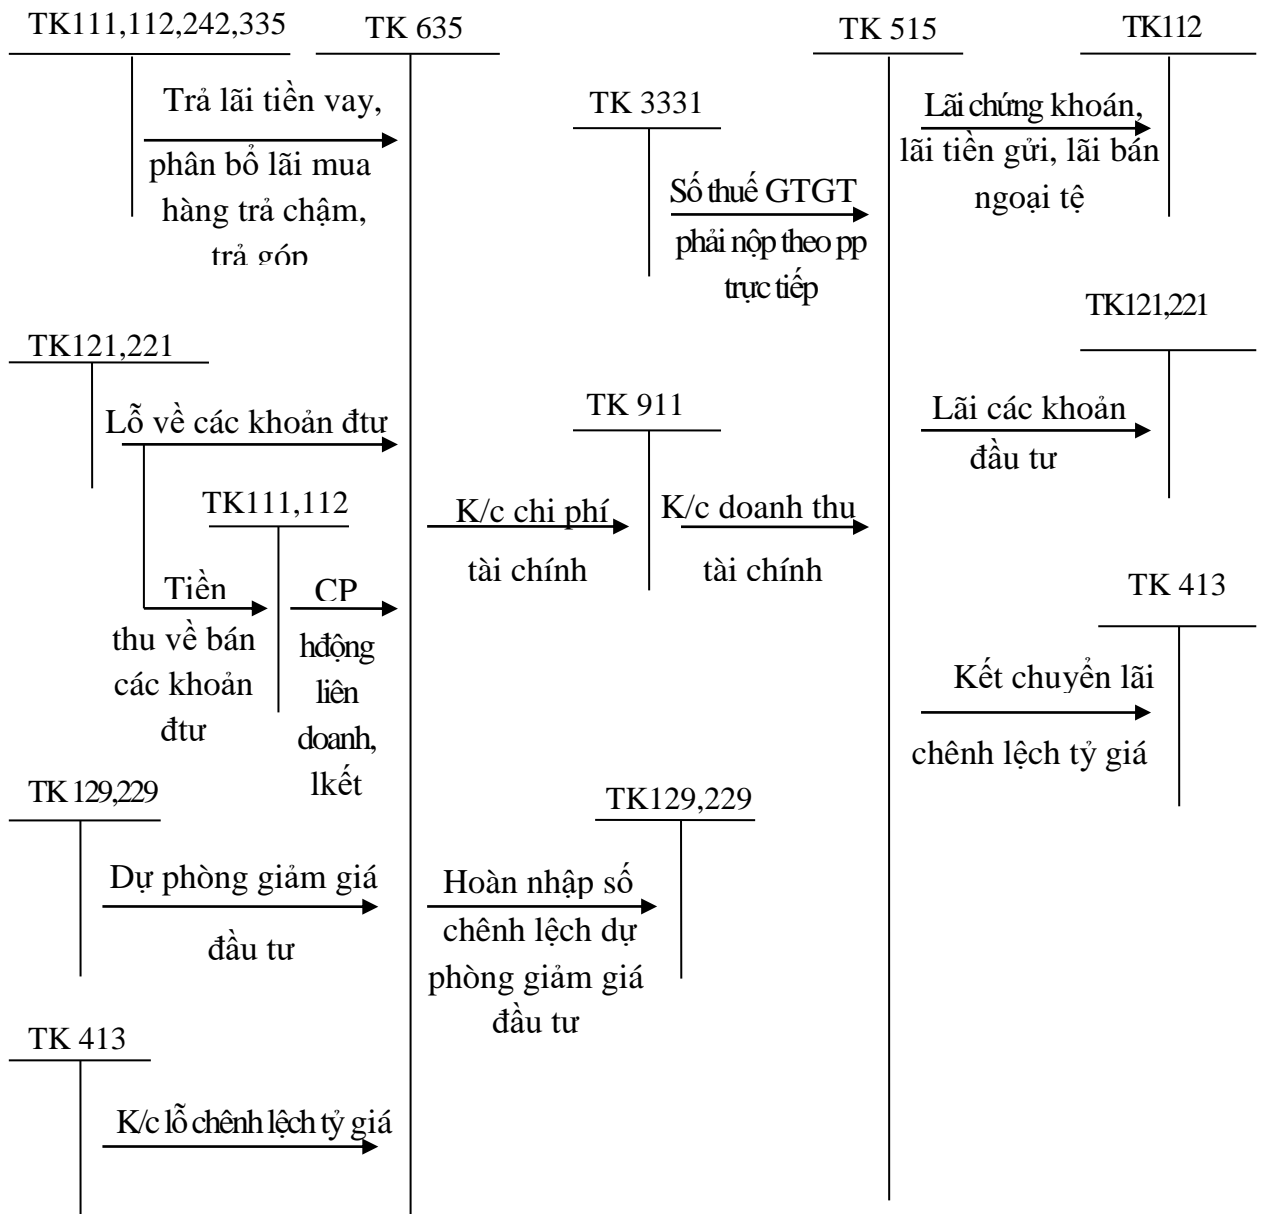 TK111,112,242,335
TK 635
TK 515
TK112
Trả lãi tiền vay,
phân bổ lãi mua
hàng trả chậm,
trả góp
TK 3331
Số thuế GTGT
phải nộp theo pp
trực tiếp
Lãi chứng khoán,
lãi tiền gửi, lãi bán
ngoại tệ
TK121,221
Lỗ về các khoản đtư
TK111,112
Tiền
thu về bán
các khoản
đtư
CP
hđộng
liên
doanh,
lkết
TK 911
K/c chi phí
tài chính
K/c doanh thu
tài chính
TK121,221
Lãi các khoản
đầu tư
TK 413
Kết chuyển lãi
chênh lệch tỷ giá
TK 129,229
Dự phòng giảm giá
đầu tư
TK129,229
Hoàn nhập số
chênh lệch dự
phòng giảm giá
đầu tư
TK 413
K/c lỗ chênh lệch tỷ giá